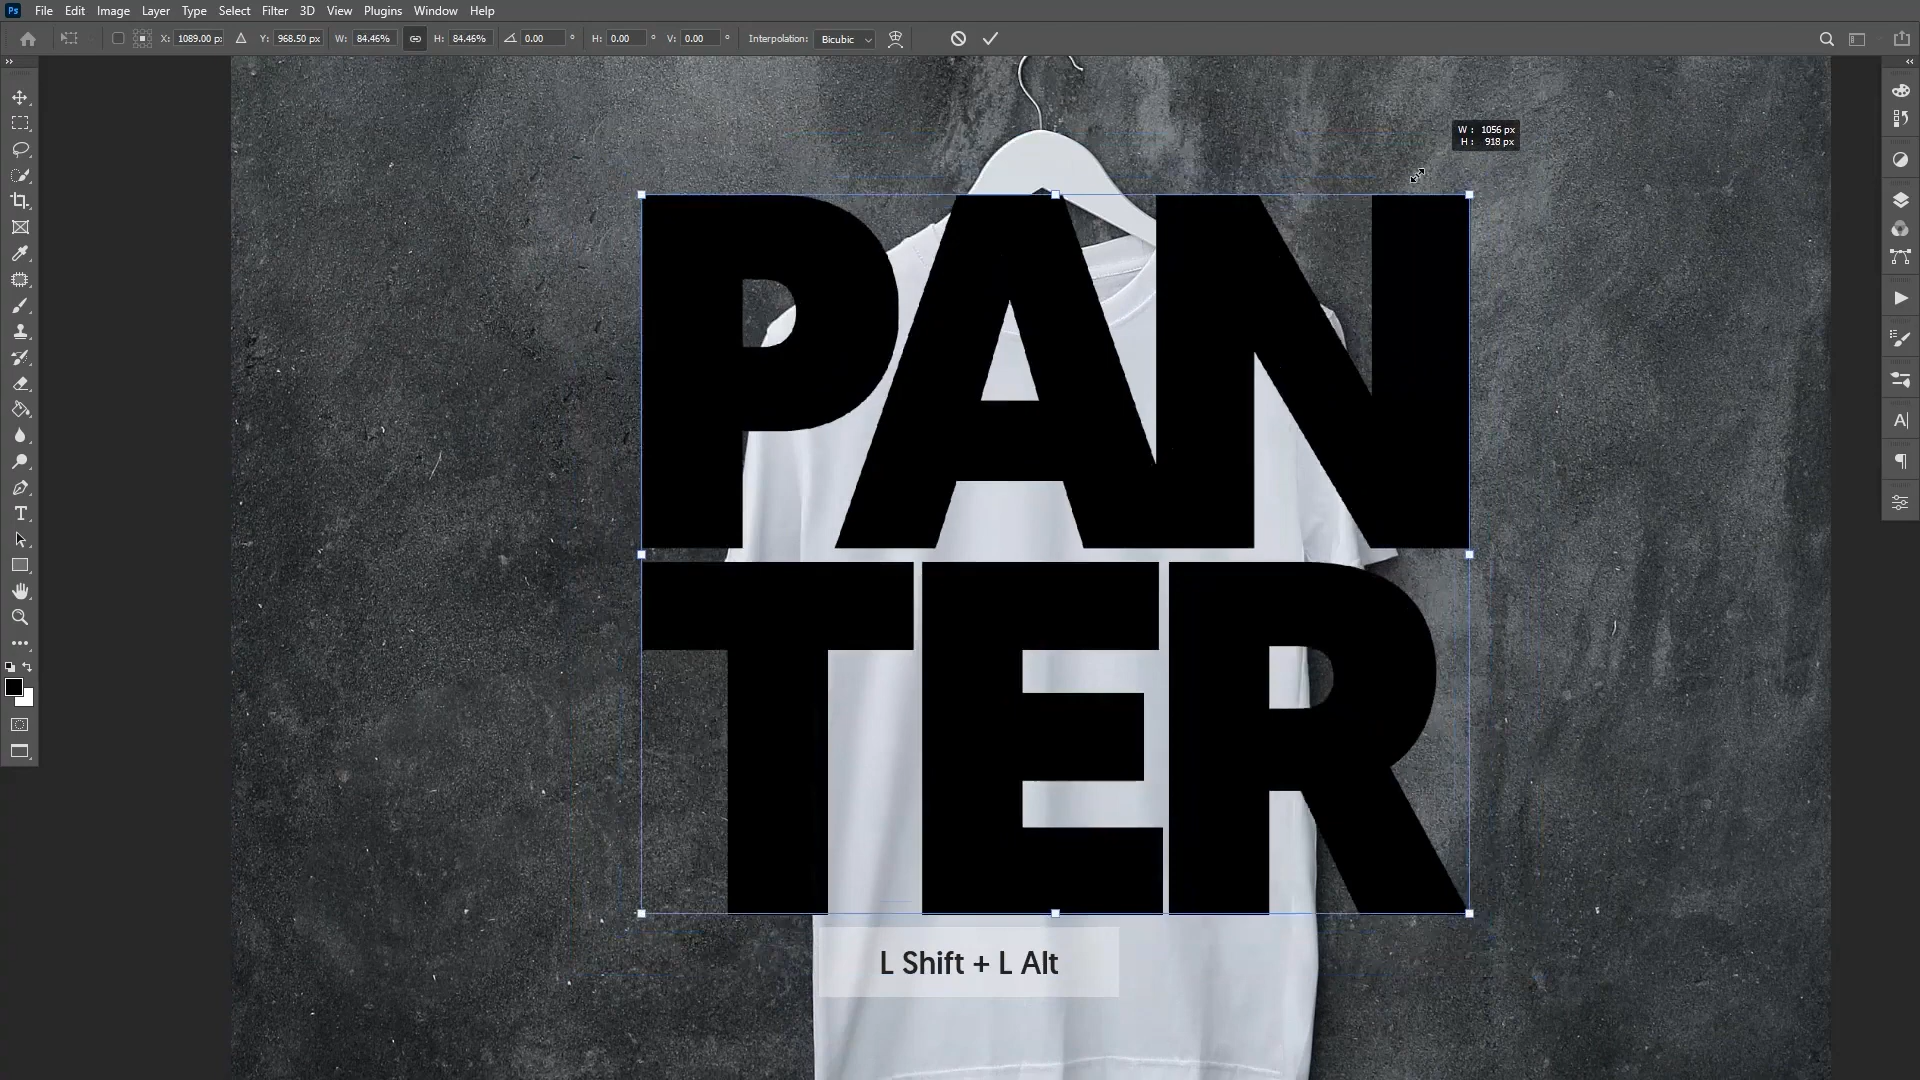 Ps File Edit Image Layer Type Select Filter 3D View Plugins Window Help
X: 1089.00 p: Y: 968.50 px W: 84.46% H: 84.46% 0.00 ° H: 0.00 ° V: 0.00 ° Interpolation: Bicubic
W : 1056 px
H : 918 px
PAN
TER
L Shift + L Alt